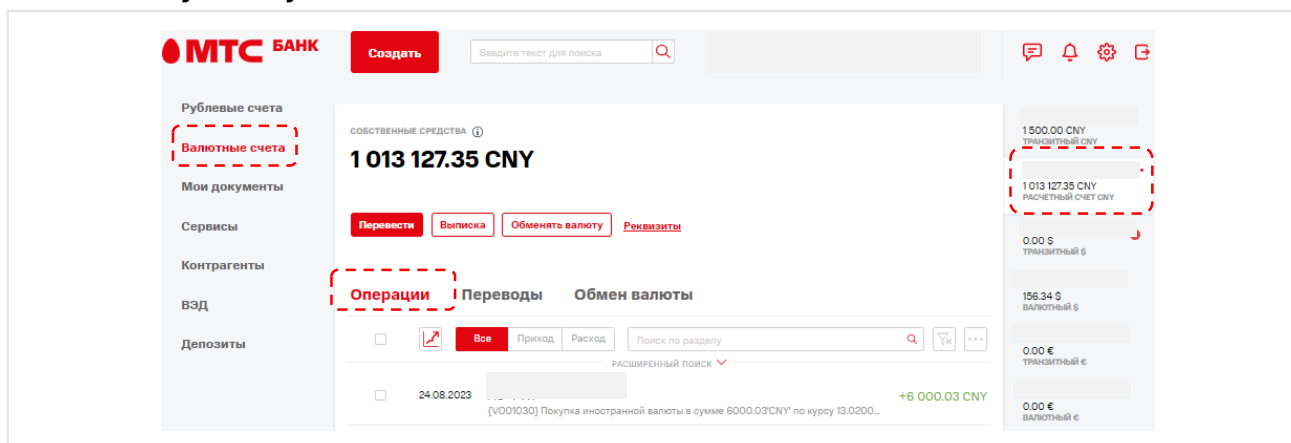 МТС БАНК
Создать
Введите текст для поиска
Рублевые счета
Валютные счета
Мои документы
Сервисы
Контрагенты
ВЭД
Депозиты
СОБСТВЕННЫЕ СРЕДСТВА
1 013 127.35 CNY
Перевести Выписка Обменять валюту Реквизиты
Операции Переводы Обмен валюты
Все Приход Расход Поиск по разделу
РАСШИРЕННЫЙ ПОИСК
24.08.2023
+6 000.03 CNY
{VO01030} Покупка иностранной валюты в сумме 6000.03'CNY' по курсу 13.0200...
1 500.00 CNY
ТРАНЗИТНЫЙ CNY
1 013 127.35 CNY
РАСЧЕТНЫЙ СЧЕТ CNY
0.00 $
ТРАНЗИТНЫЙ $
156.34 $
ВАЛЮТНЫЙ $
0.00 €
ТРАНЗИТНЫЙ €
0.00 €
ВАЛЮТНЫЙ €